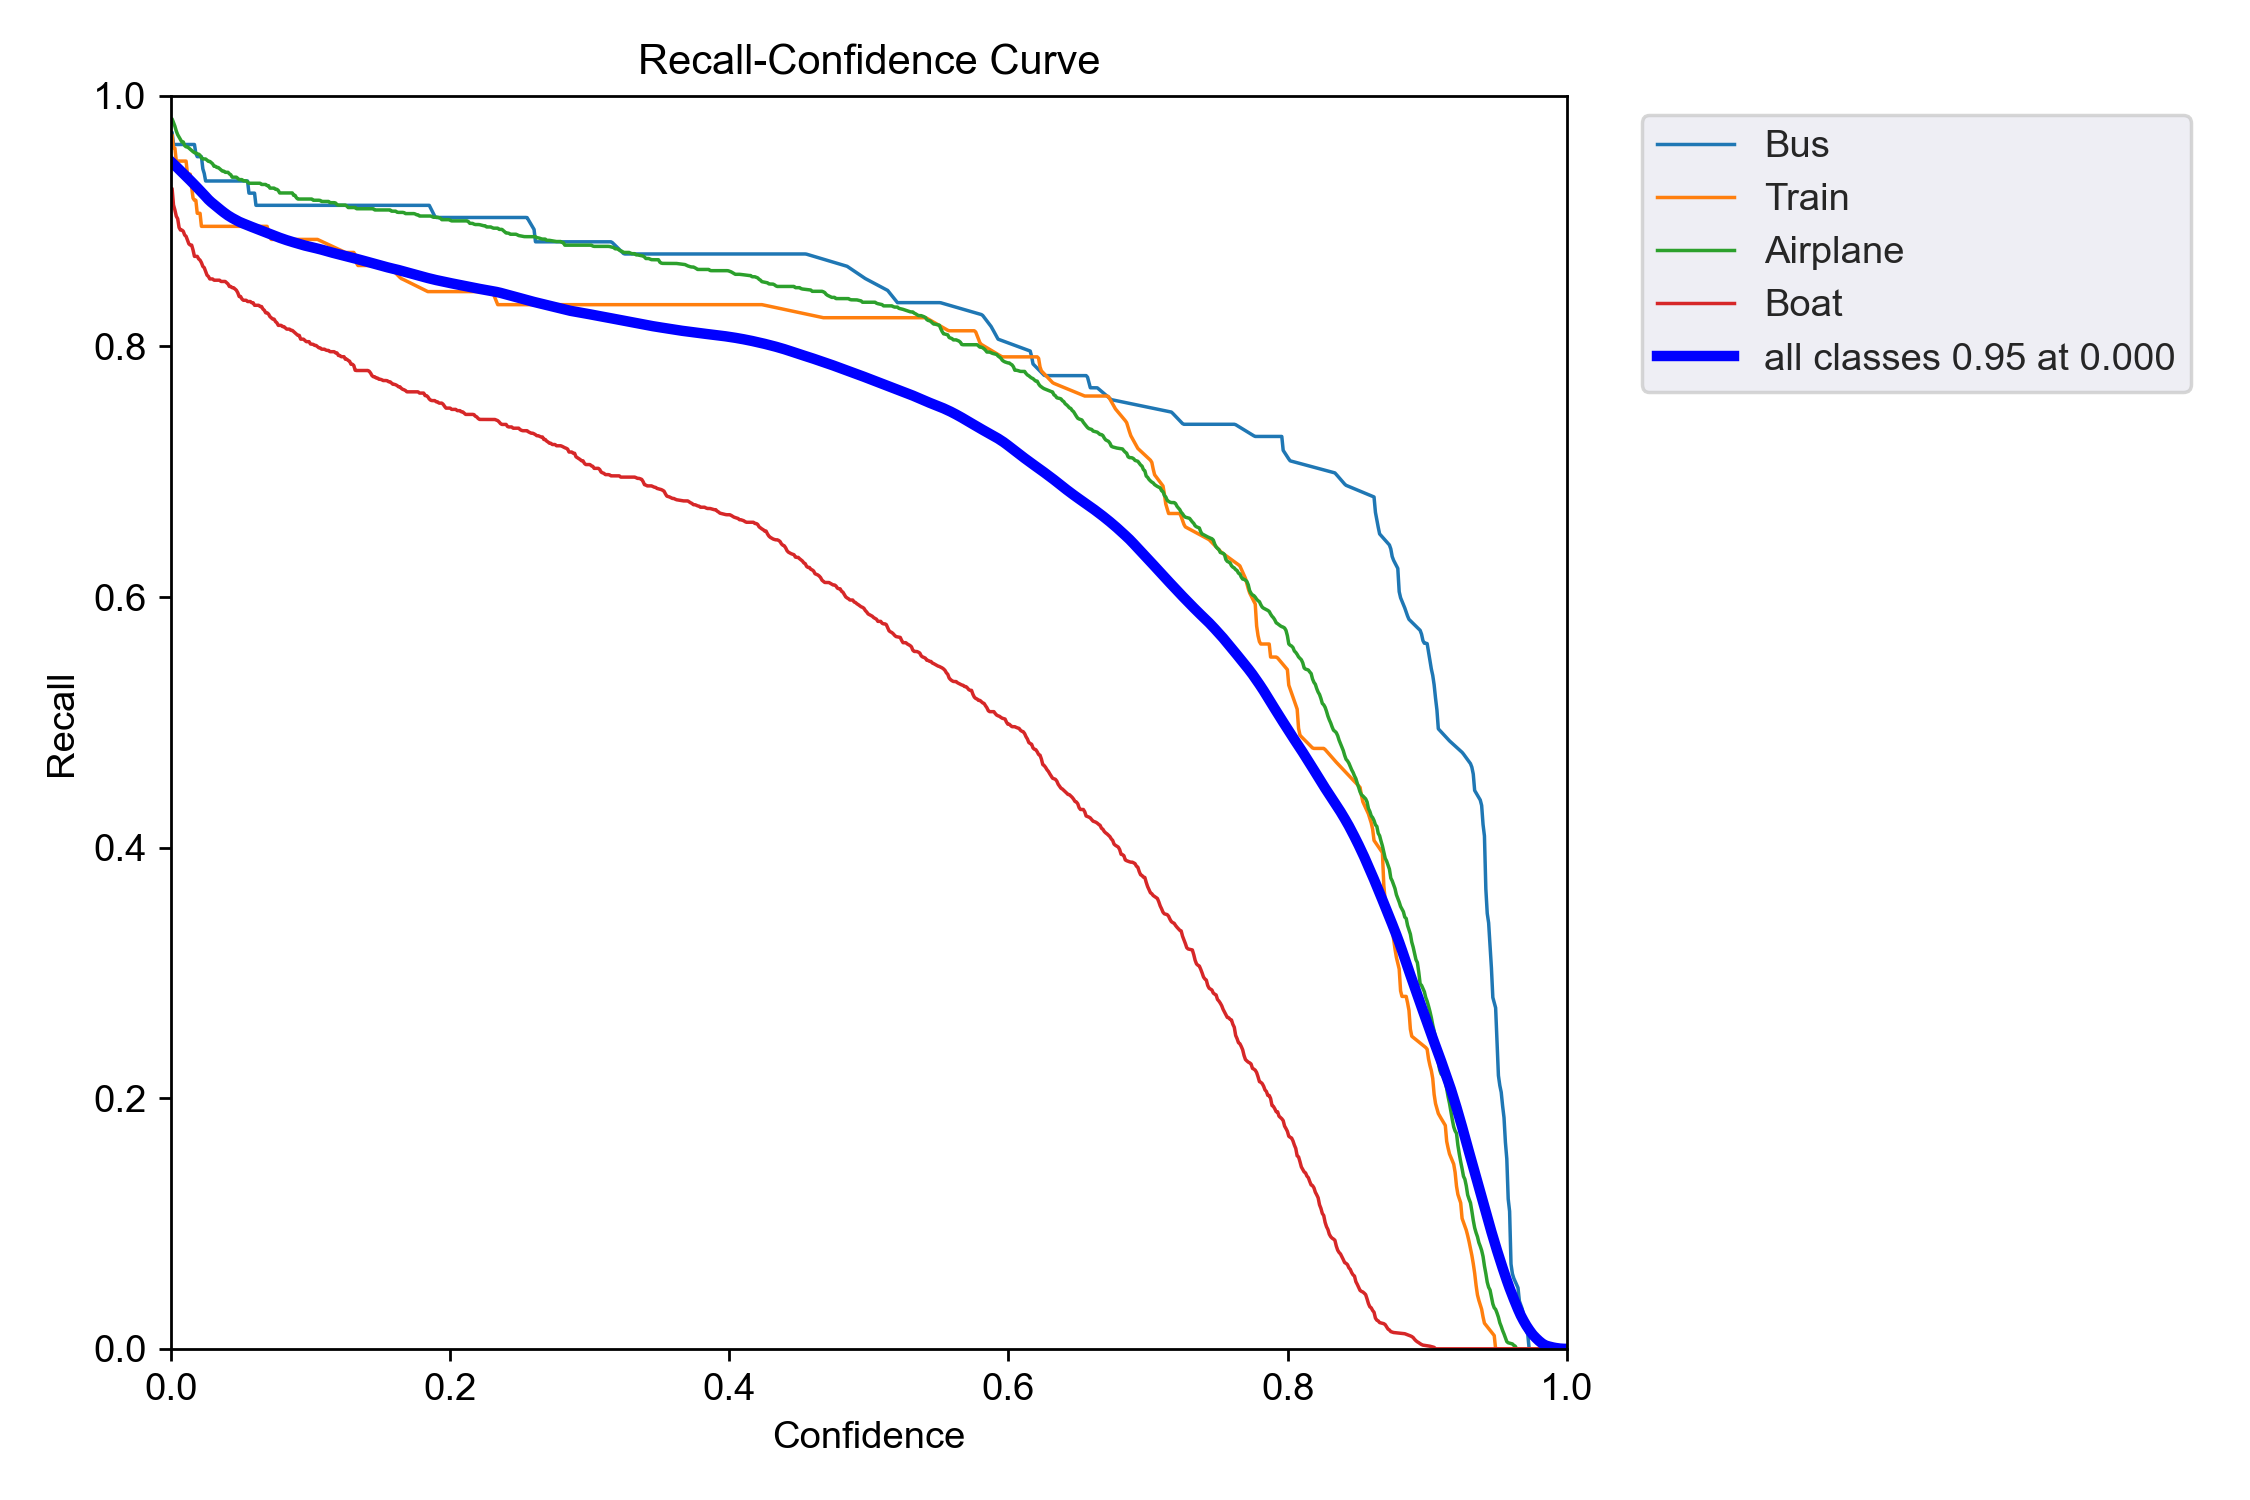 Recall-Confidence Curve
1.0
0.8
0.6
0.4
0.2
0.0
Recall
0.0 0.2 0.4 0.6 0.8 1.0
Confidence
Bus
Train
Airplane
Boat
all classes 0.95 at 0.000